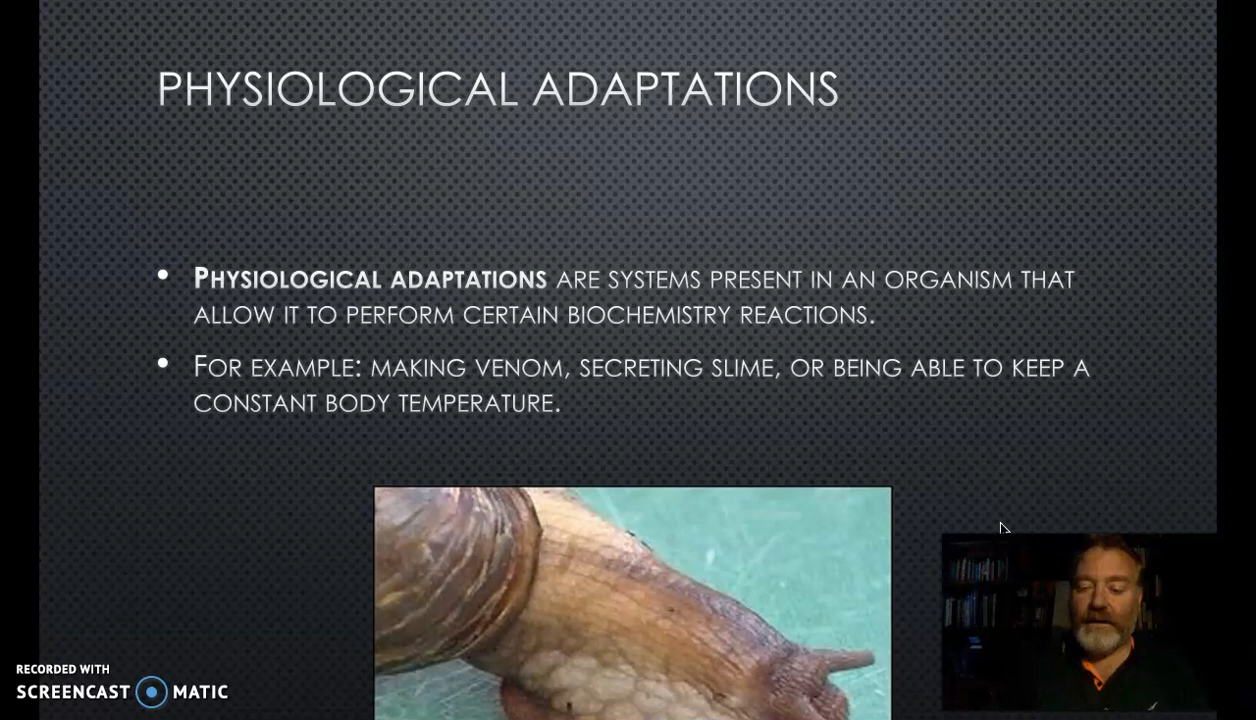 PHYSIOLOGICAL ADAPTATIONS
PHYSIOLOGICAL ADAPTATIONS ARE SYSTEMS PRESENT IN AN ORGANISM THAT
ALLOW IT TO PERFORM CERTAIN BIOCHEMISTRY REACTIONS.
FOR EXAMPLE: MAKING VENOM, SECRETING SLIME, OR BEING ABLE TO KEEP A
CONSTANT BODY TEMPERATURE.
RECORDED WITH
SCREENCAST MATIC